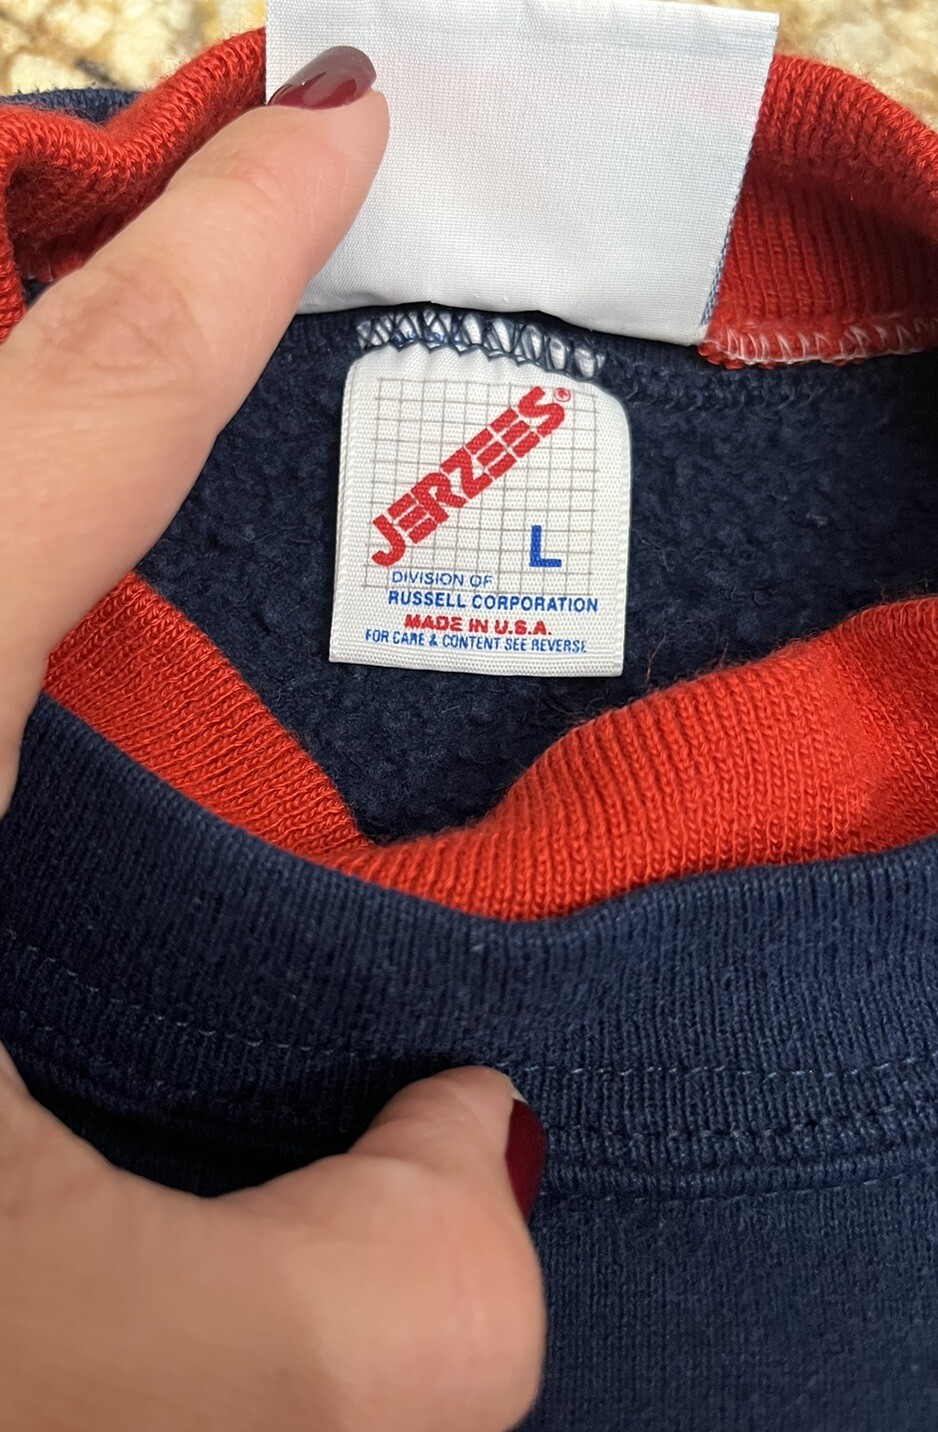 JERZEES®
L
DIVISION OF
RUSSELL CORPORATION
MADE IN U.S.A.
FOR CARE & CONTENT SEE REVERSE